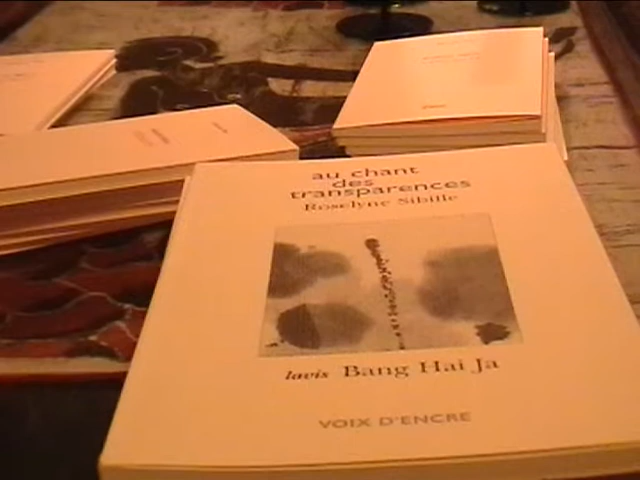 au chant
des
transparences
Roselyne Sibille
lavis Bang Hai Ja
VOIX D'ENCRE